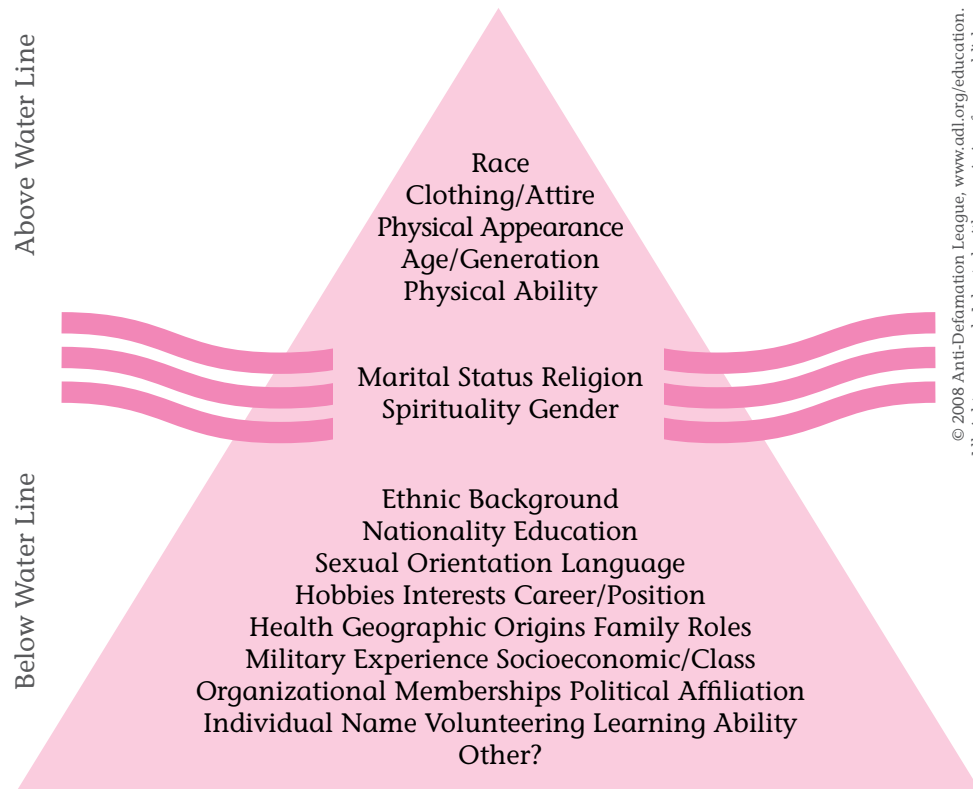 Above Water Line
Race
Clothing/Attire
Physical Appearance
Age/Generation
Physical Ability
Marital Status Religion
Spirituality Gender
Below Water Line
Ethnic Background
Nationality Education
Sexual Orientation Language
Hobbies Interests Career/Position
Health Geographic Origins Family Roles
Military Experience Socioeconomic/Class
Organizational Memberships Political Affiliation
Individual Name Volunteering Learning Ability
Other?
© 2008 Anti-Defamation League, www.adl.org/education.